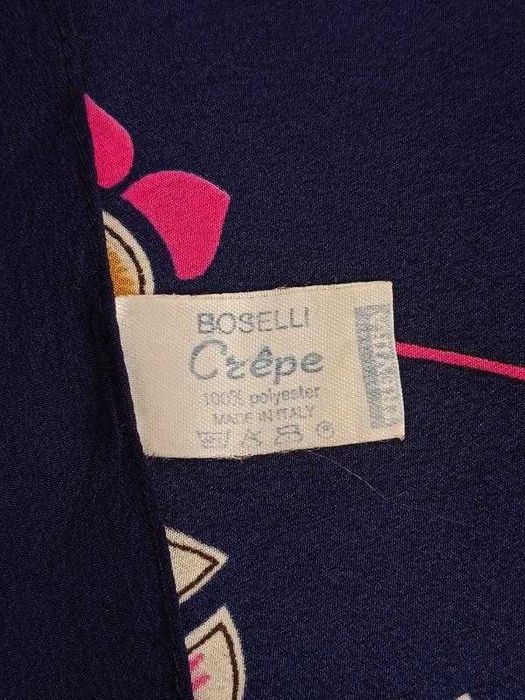 BOSELLI
Crêpe
100% polyester
MADE IN ITALY